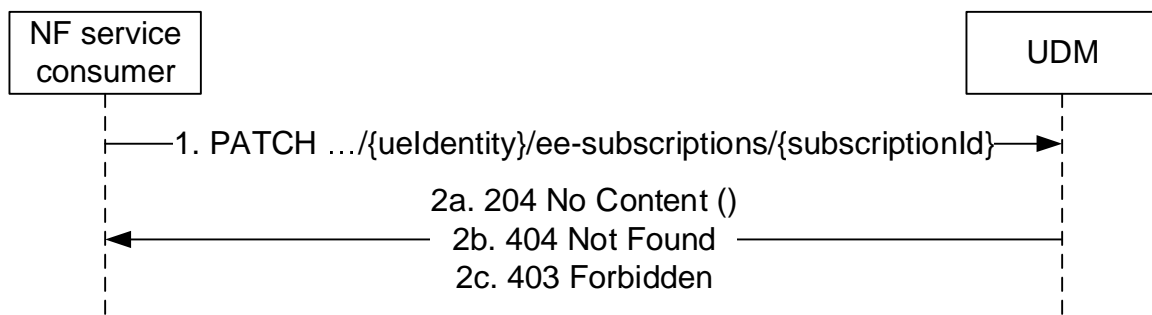 NF service
consumer
UDM
1. PATCH …/{ueIdentity}/ee-subscriptions/{subscriptionId}
2a. 204 No Content ()
2b. 404 Not Found
2c. 403 Forbidden